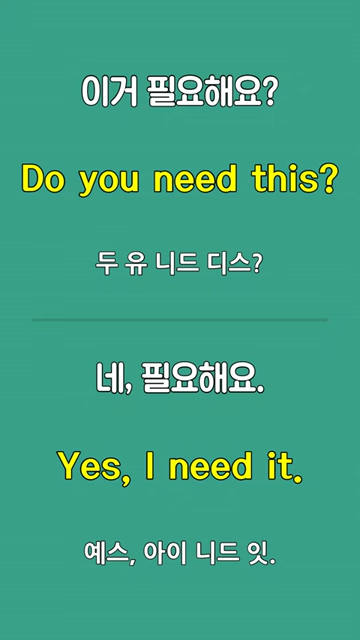 이거 필요해요?
Do you need this?
두 유 니드 디스?
네, 필요해요.
Yes, I need it.
예스, 아이 니드 잇.